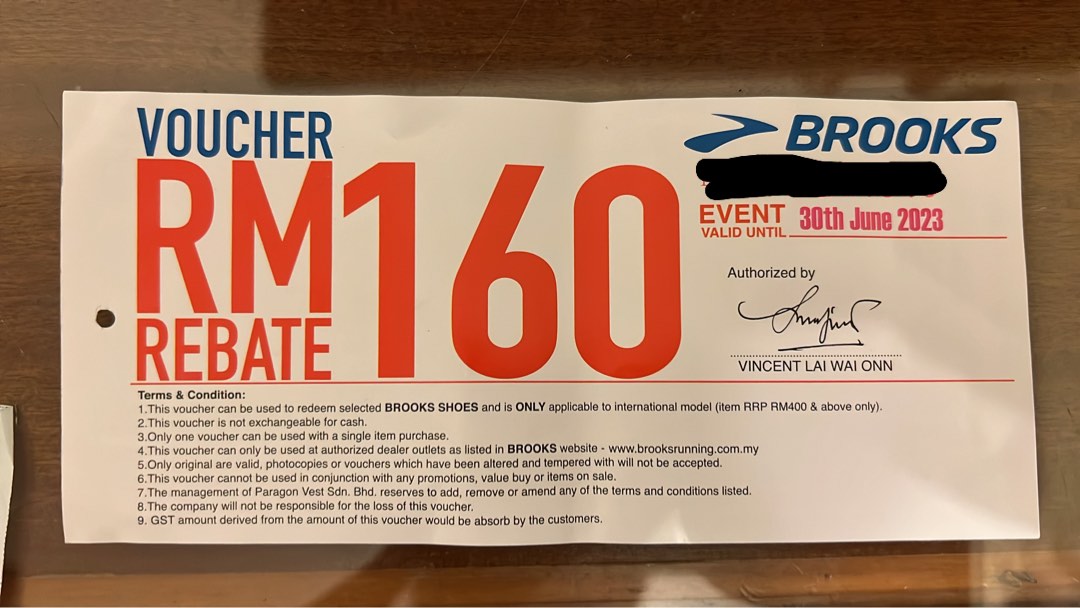 VOUCHER
RM160
REBATE
BROOKS
EVENT
VALID UNTIL 30th June 2023
Authorized by
VINCENT LAI WAI ONN
Terms & Condition:
1.This voucher can be used to redeem selected BROOKS SHOES and is ONLY applicable to international model (item RRP RM400 & above only).
2.This voucher is not exchangeable for cash.
3.Only one voucher can be used with a single item purchase.
4.This voucher can only be used at authorized dealer outlets as listed in BROOKS website - www.brooksrunning.com.my
5.Only original are valid, photocopies or vouchers which have been altered and tempered with will not be accepted.
6.This voucher cannot be used in conjunction with any promotions, value buy or items on sale.
7.The management of Paragon Vest Sdn. Bhd. reserves to add, remove or amend any of the terms and conditions listed.
8.The company will not be responsible for the loss of this voucher.
9. GST amount derived from the amount of this voucher would be absorb by the customers.